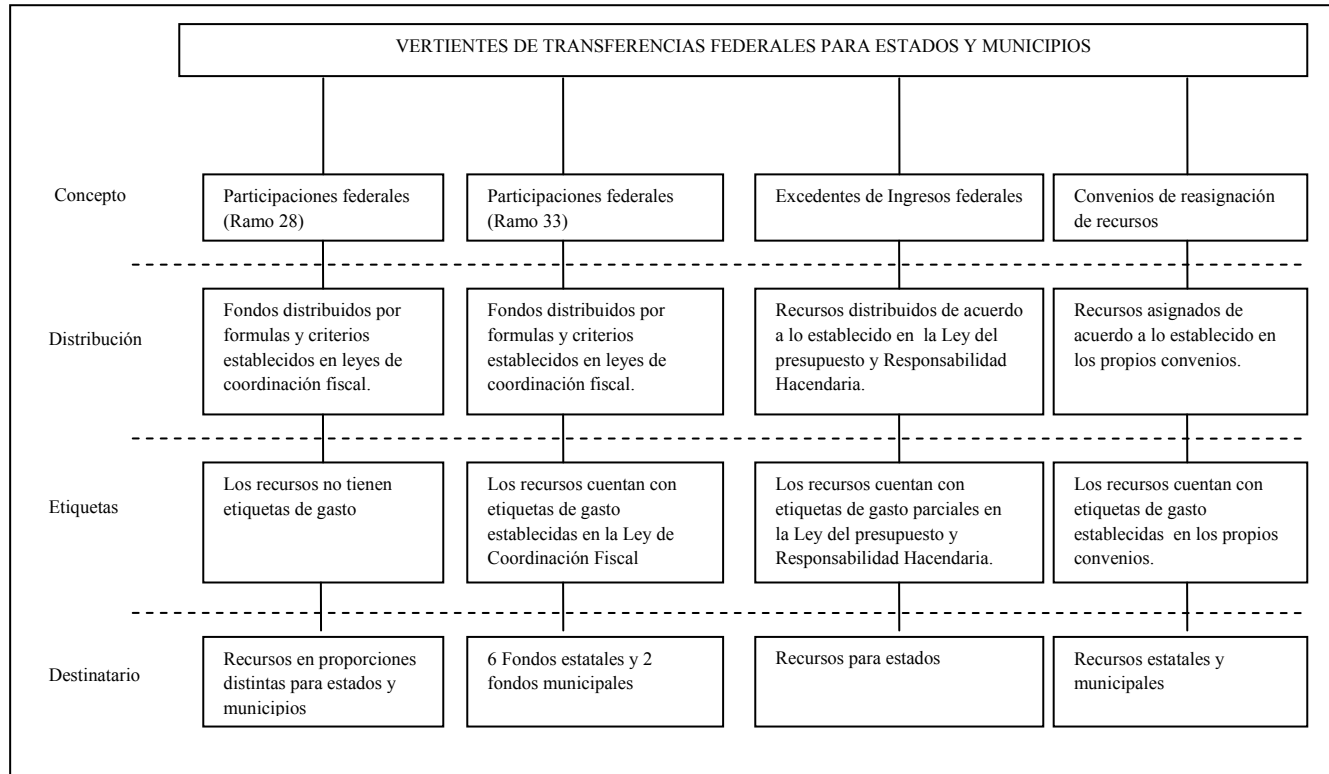 VERTIENTES DE TRANSFERENCIAS FEDERALES PARA ESTADOS Y MUNICIPIOS
Concepto
Participaciones federales
(Ramo 28)
Participaciones federales
(Ramo 33)
Excedentes de Ingresos federales
Convenios de reasignación
de recursos
Distribución
Fondos distribuidos por
formulas y criterios
establecidos en leyes de
coordinación fiscal.
Fondos distribuidos por
formulas y criterios
establecidos en leyes de
coordinación fiscal.
Recursos distribuidos de acuerdo
a lo establecido en la Ley del
presupuesto y Responsabilidad
Hacendaria.
Recursos asignados de
acuerdo a lo establecido en
los propios convenios.
Etiquetas
Los recursos no tienen
etiquetas de gasto
Los recursos cuentan con
etiquetas de gasto
establecidas en la Ley de
Coordinación Fiscal
Los recursos cuentan con
etiquetas de gasto parciales en
la Ley del presupuesto y
Responsabilidad Hacendaria.
Los recursos cuentan con
etiquetas de gasto
establecidas en los propios
convenios.
Destinatario
Recursos en proporciones
distintas para estados y
municipios
6 Fondos estatales y 2
fondos municipales
Recursos para estados
Recursos estatales y
municipales